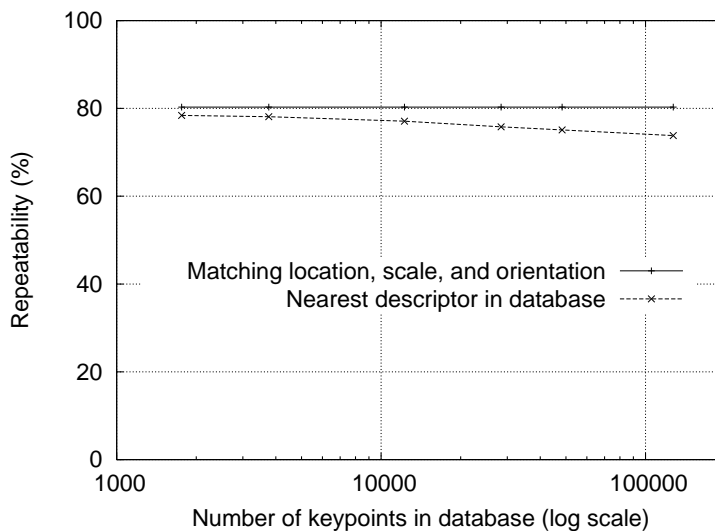 100
80
60
40
20
0
Repeatability (%)
Matching location, scale, and orientation
Nearest descriptor in database
1000 10000 100000
Number of keypoints in database (log scale)